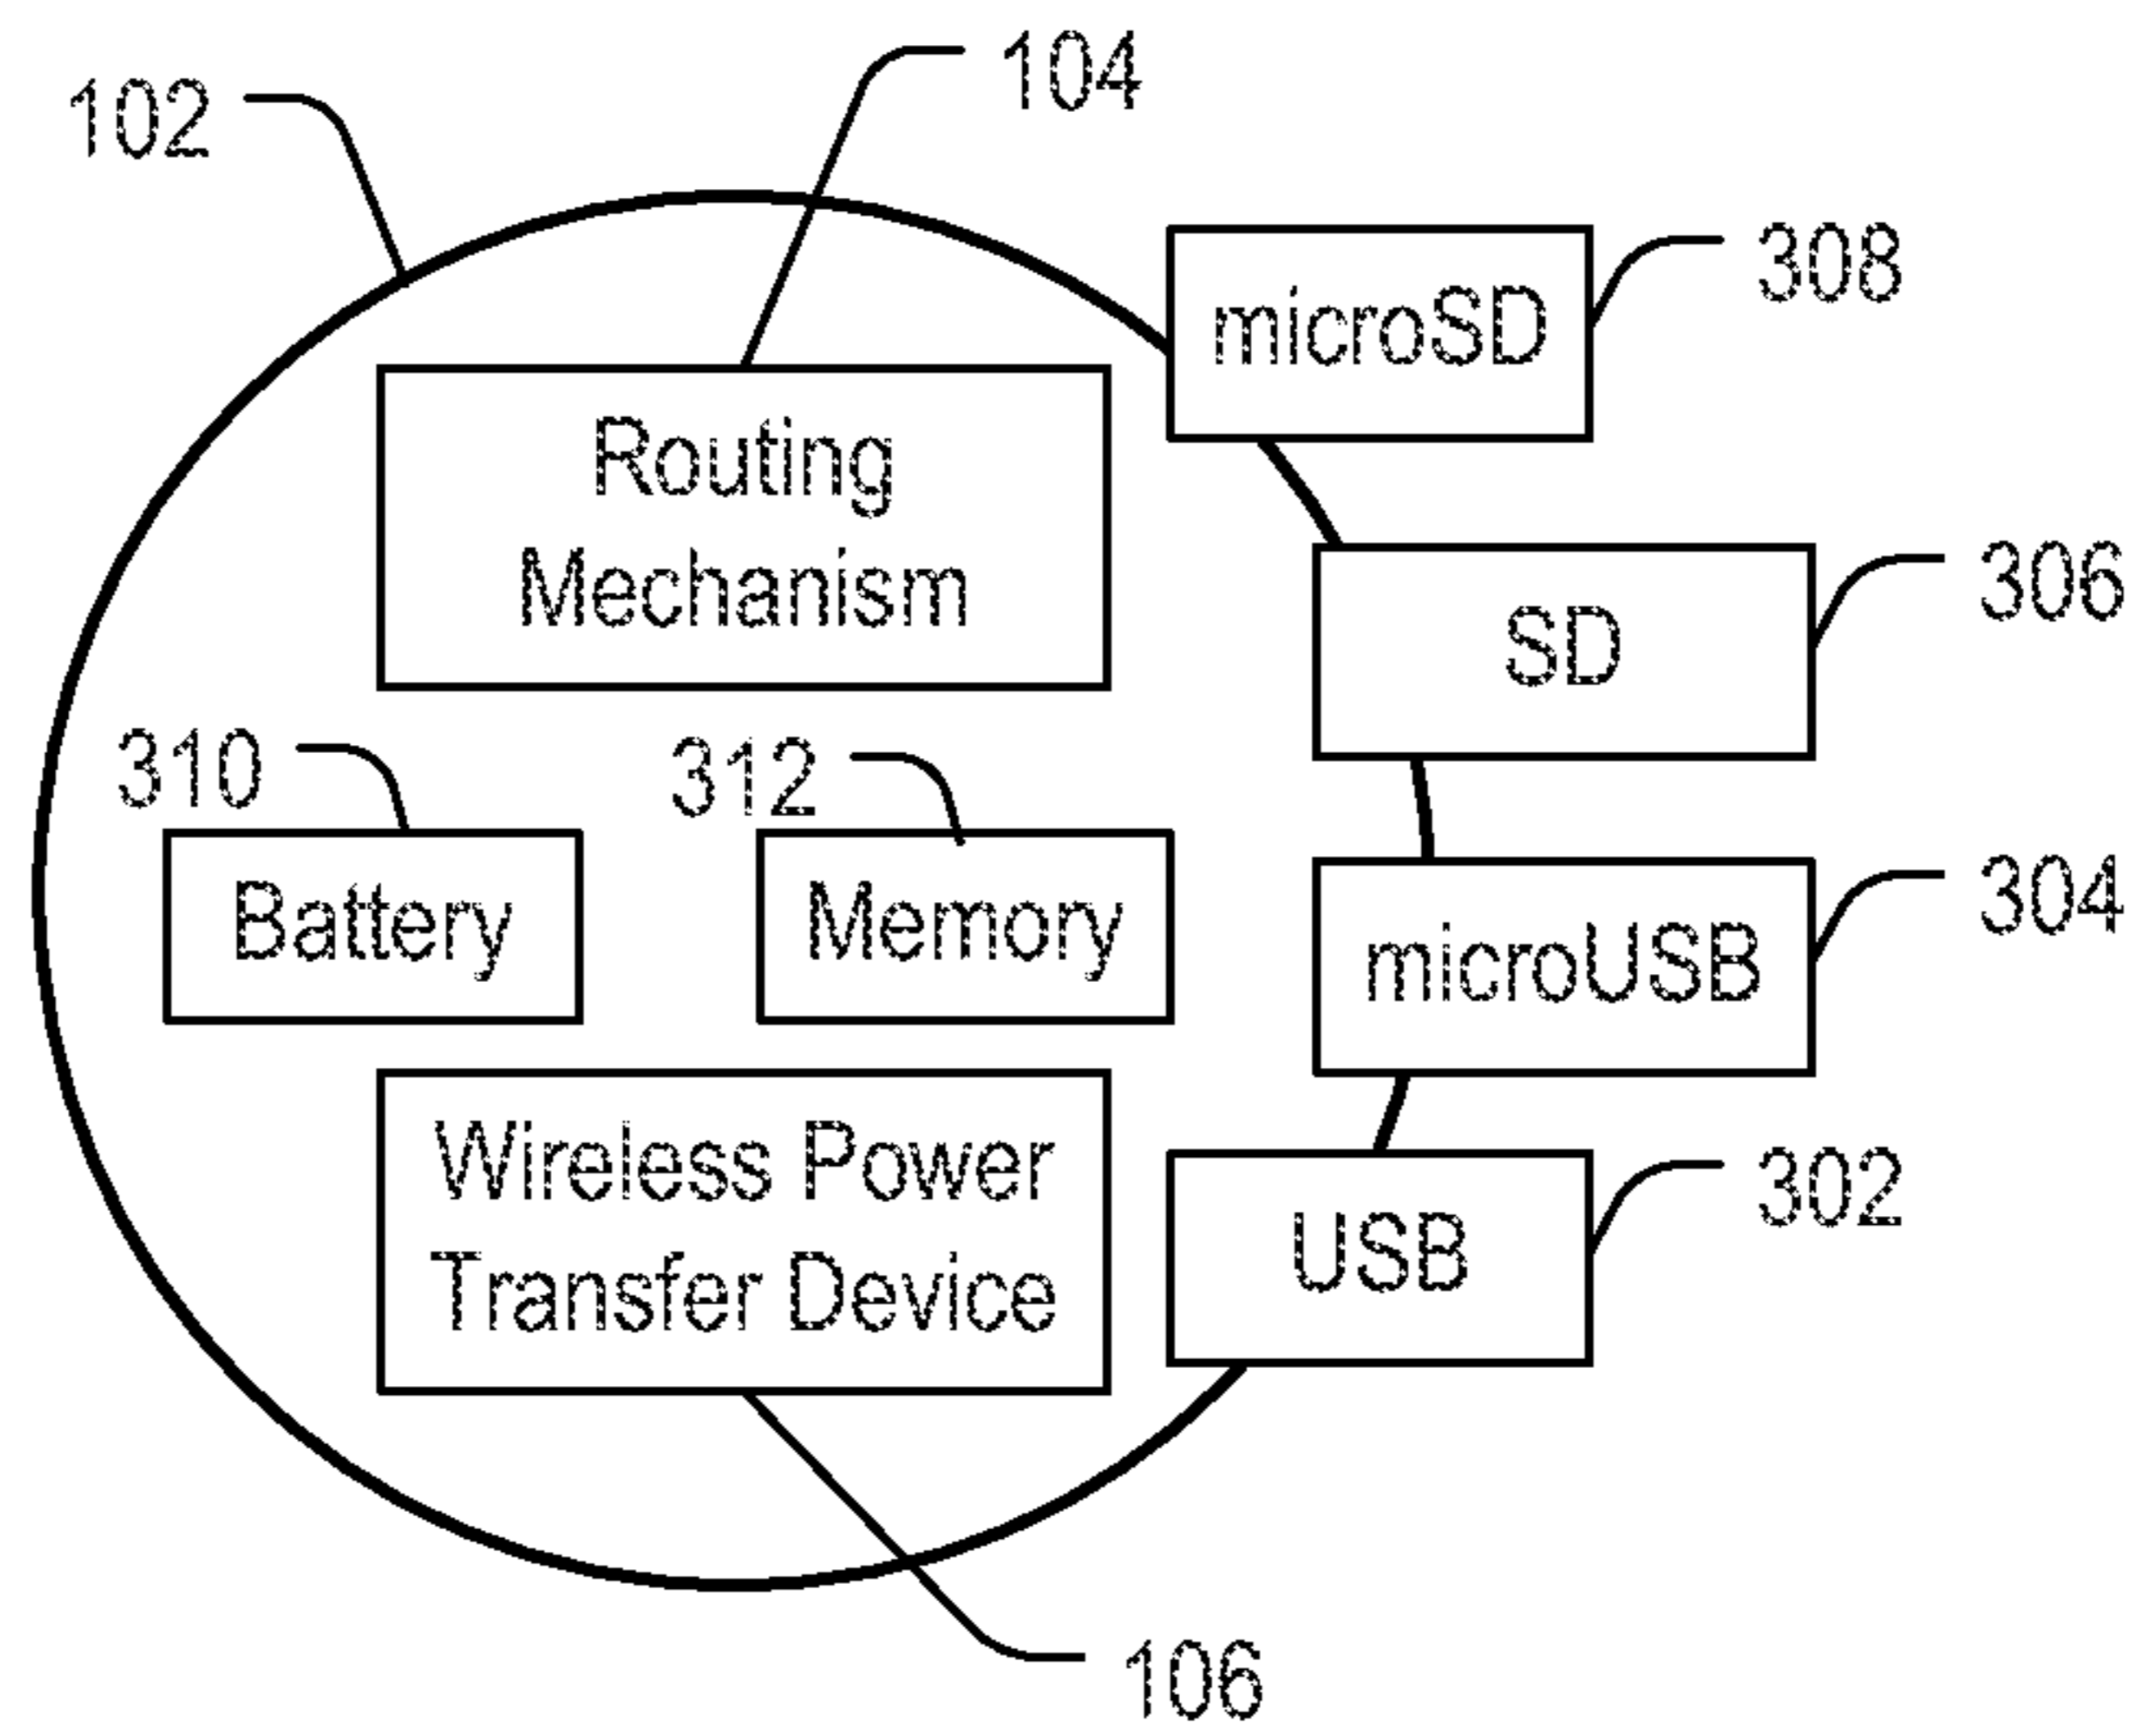 104
102
308
microSD
Routing
Mechanism
306
SD
310
312
304
Battery
Memory
microUSB
Wireless Power
Transfer Device
302
USB
106